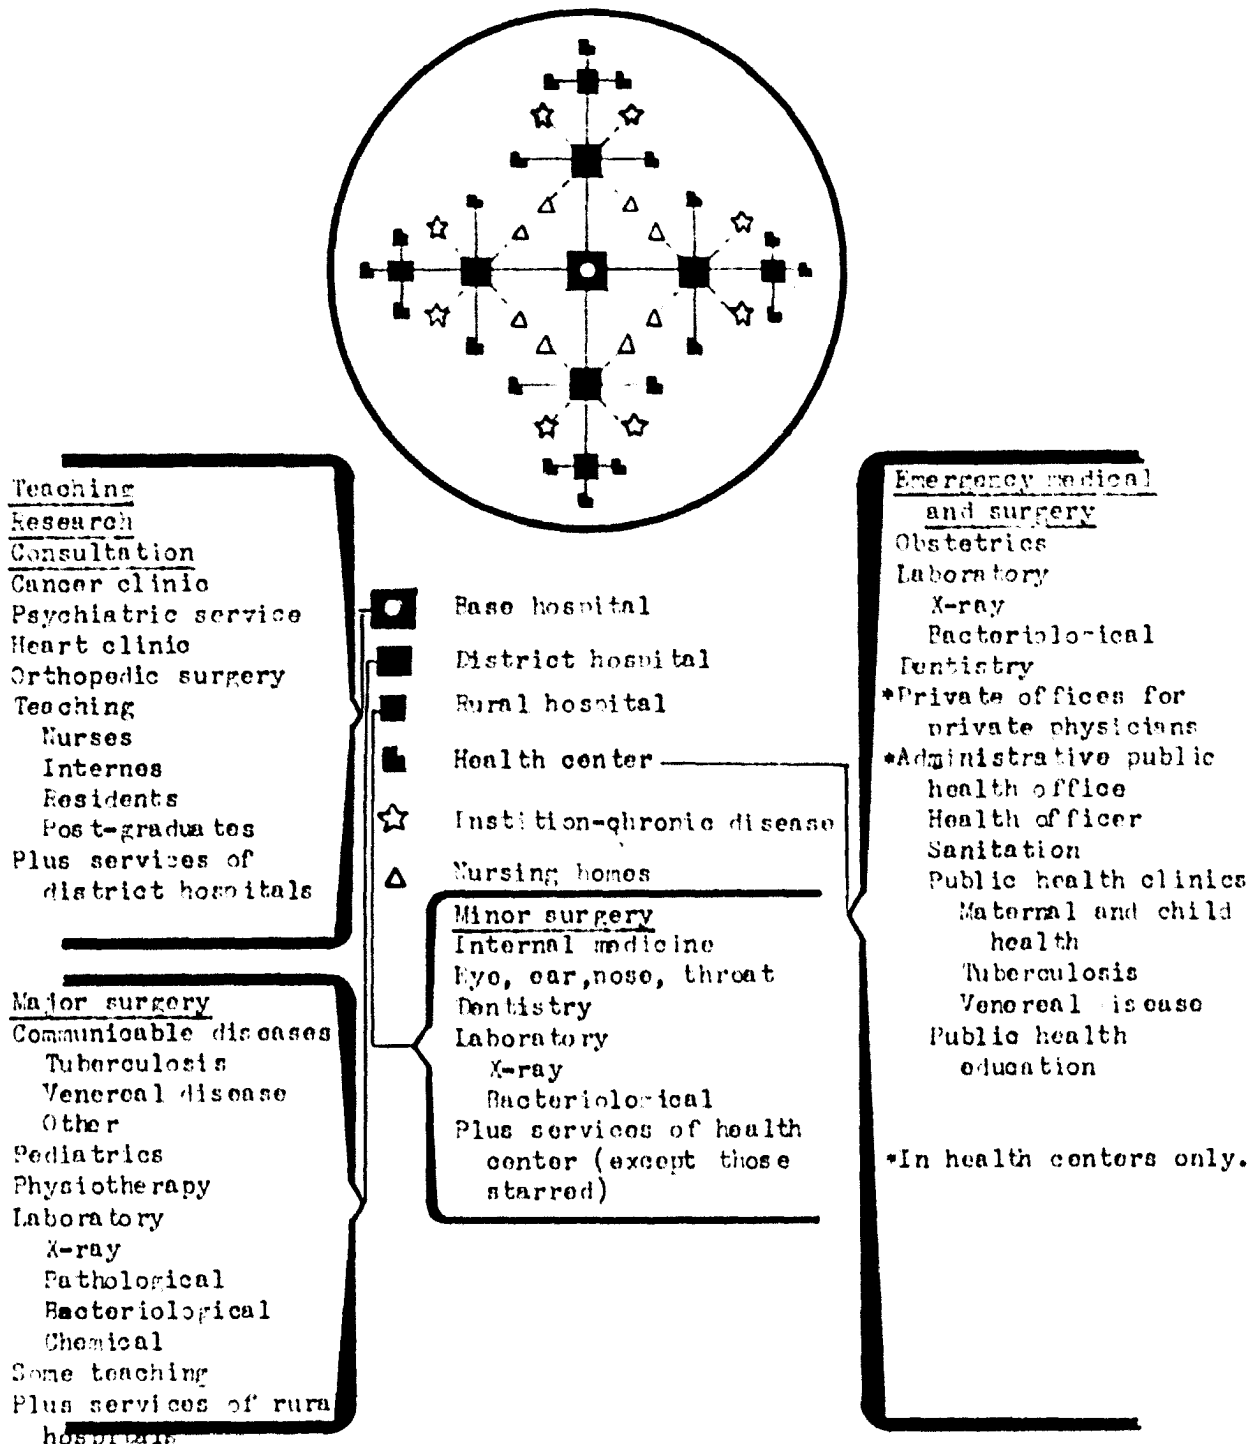 Teaching
Research
Consultation
Cancer clinic
Psychiatric service
Heart clinic
Orthopedic surgery
Teaching
Nurses
Internes
Residents
Post-graduates
Plus services of
district hospitals
Major surgery
Communicable diseases
Tuberculosis
Venereal disease
Other
Pediatrics
Physiotherapy
Laboratory
X-ray
Pathological
Bacteriological
Chemical
Some teaching
Plus services of rura
hospitals
Base hospital
District hospital
Rural hospital
Health center
Instition-chronic disease
Nursing homes
Minor surgery
Internal medicine
Eye, ear,nose, throat
Dentistry
Laboratory
X-ray
Bacteriological
Plus services of health
center (except those
starred)
Emergency medical
and surgery
Obstetrics
Laboratory
X-ray
Bacteriological
Dentistry
*Private offices for
private physicians
*Administrative public
health office
Health officer
Sanitation
Public health clinics
Maternal and child
health
Tuberculosis
Venereal disease
Public health
education
*In health centers only.